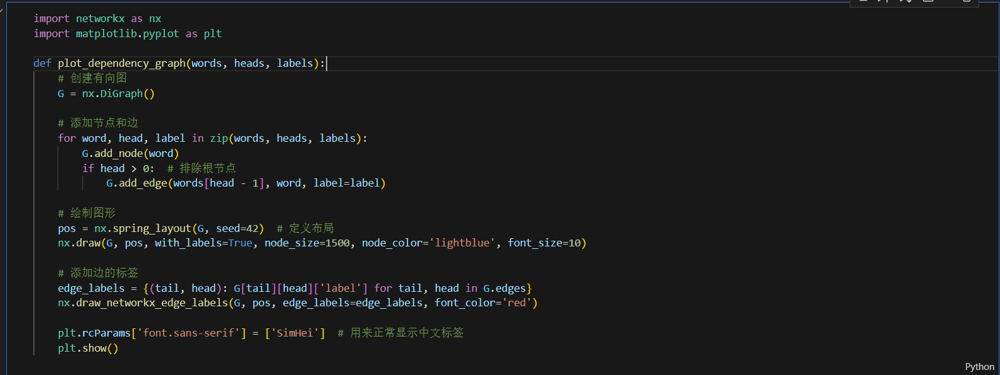 import networkx as nx
import matplotlib.pyplot as plt
def plot_dependency_graph(words, heads, labels):
# 创建有向图
G = nx.DiGraph()
# 添加节点和边
for word, head, label in zip(words, heads, labels):
G.add_node(word)
if head > 0:  # 排除根节点
G.add_edge(words[head - 1], word, label=label)
# 绘制图形
pos = nx.spring_layout(G, seed=42)  # 定义布局
nx.draw(G, pos, with_labels=True, node_size=1500, node_color='lightblue', font_size=10)
# 添加边的标签
edge_labels = {(tail, head): G[tail][head]['label'] for tail, head in G.edges}
nx.draw_networkx_edge_labels(G, pos, edge_labels=edge_labels, font_color='red')
plt.rcParams['font.sans-serif'] = ['SimHei']  # 用来正常显示中文标签
plt.show()
Python